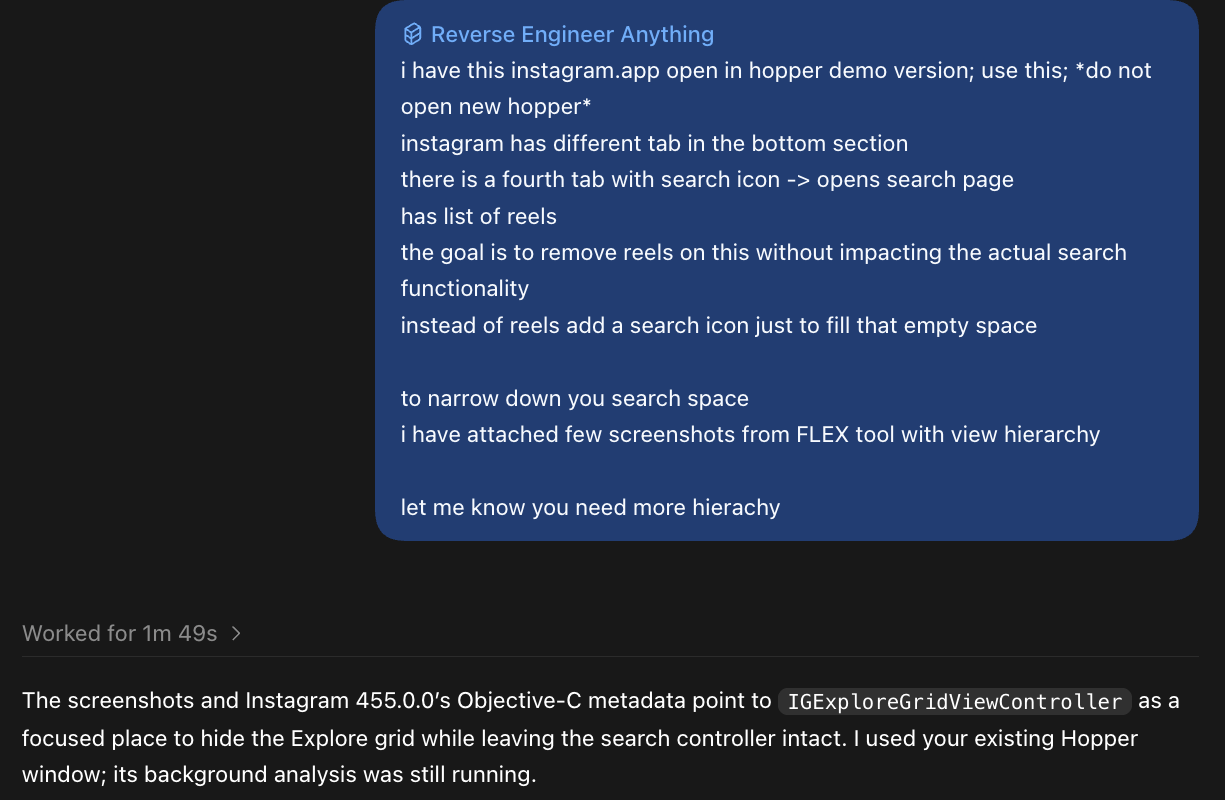 Reverse Engineer Anything
i have this instagram.app open in hopper demo version; use this; *do not
open new hopper*
instagram has different tab in the bottom section
there is a fourth tab with search icon -> opens search page
has list of reels
the goal is to remove reels on this without impacting the actual search
functionality
instead of reels add a search icon just to fill that empty space
to narrow down you search space
i have attached few screenshots from FLEX tool with view hierarchy
let me know you need more hierachy
Worked for 1m 49s
The screenshots and Instagram 455.0.0’s Objective-C metadata point to IGExploreGridViewController as a
focused place to hide the Explore grid while leaving the search controller intact. I used your existing Hopper
window; its background analysis was still running.